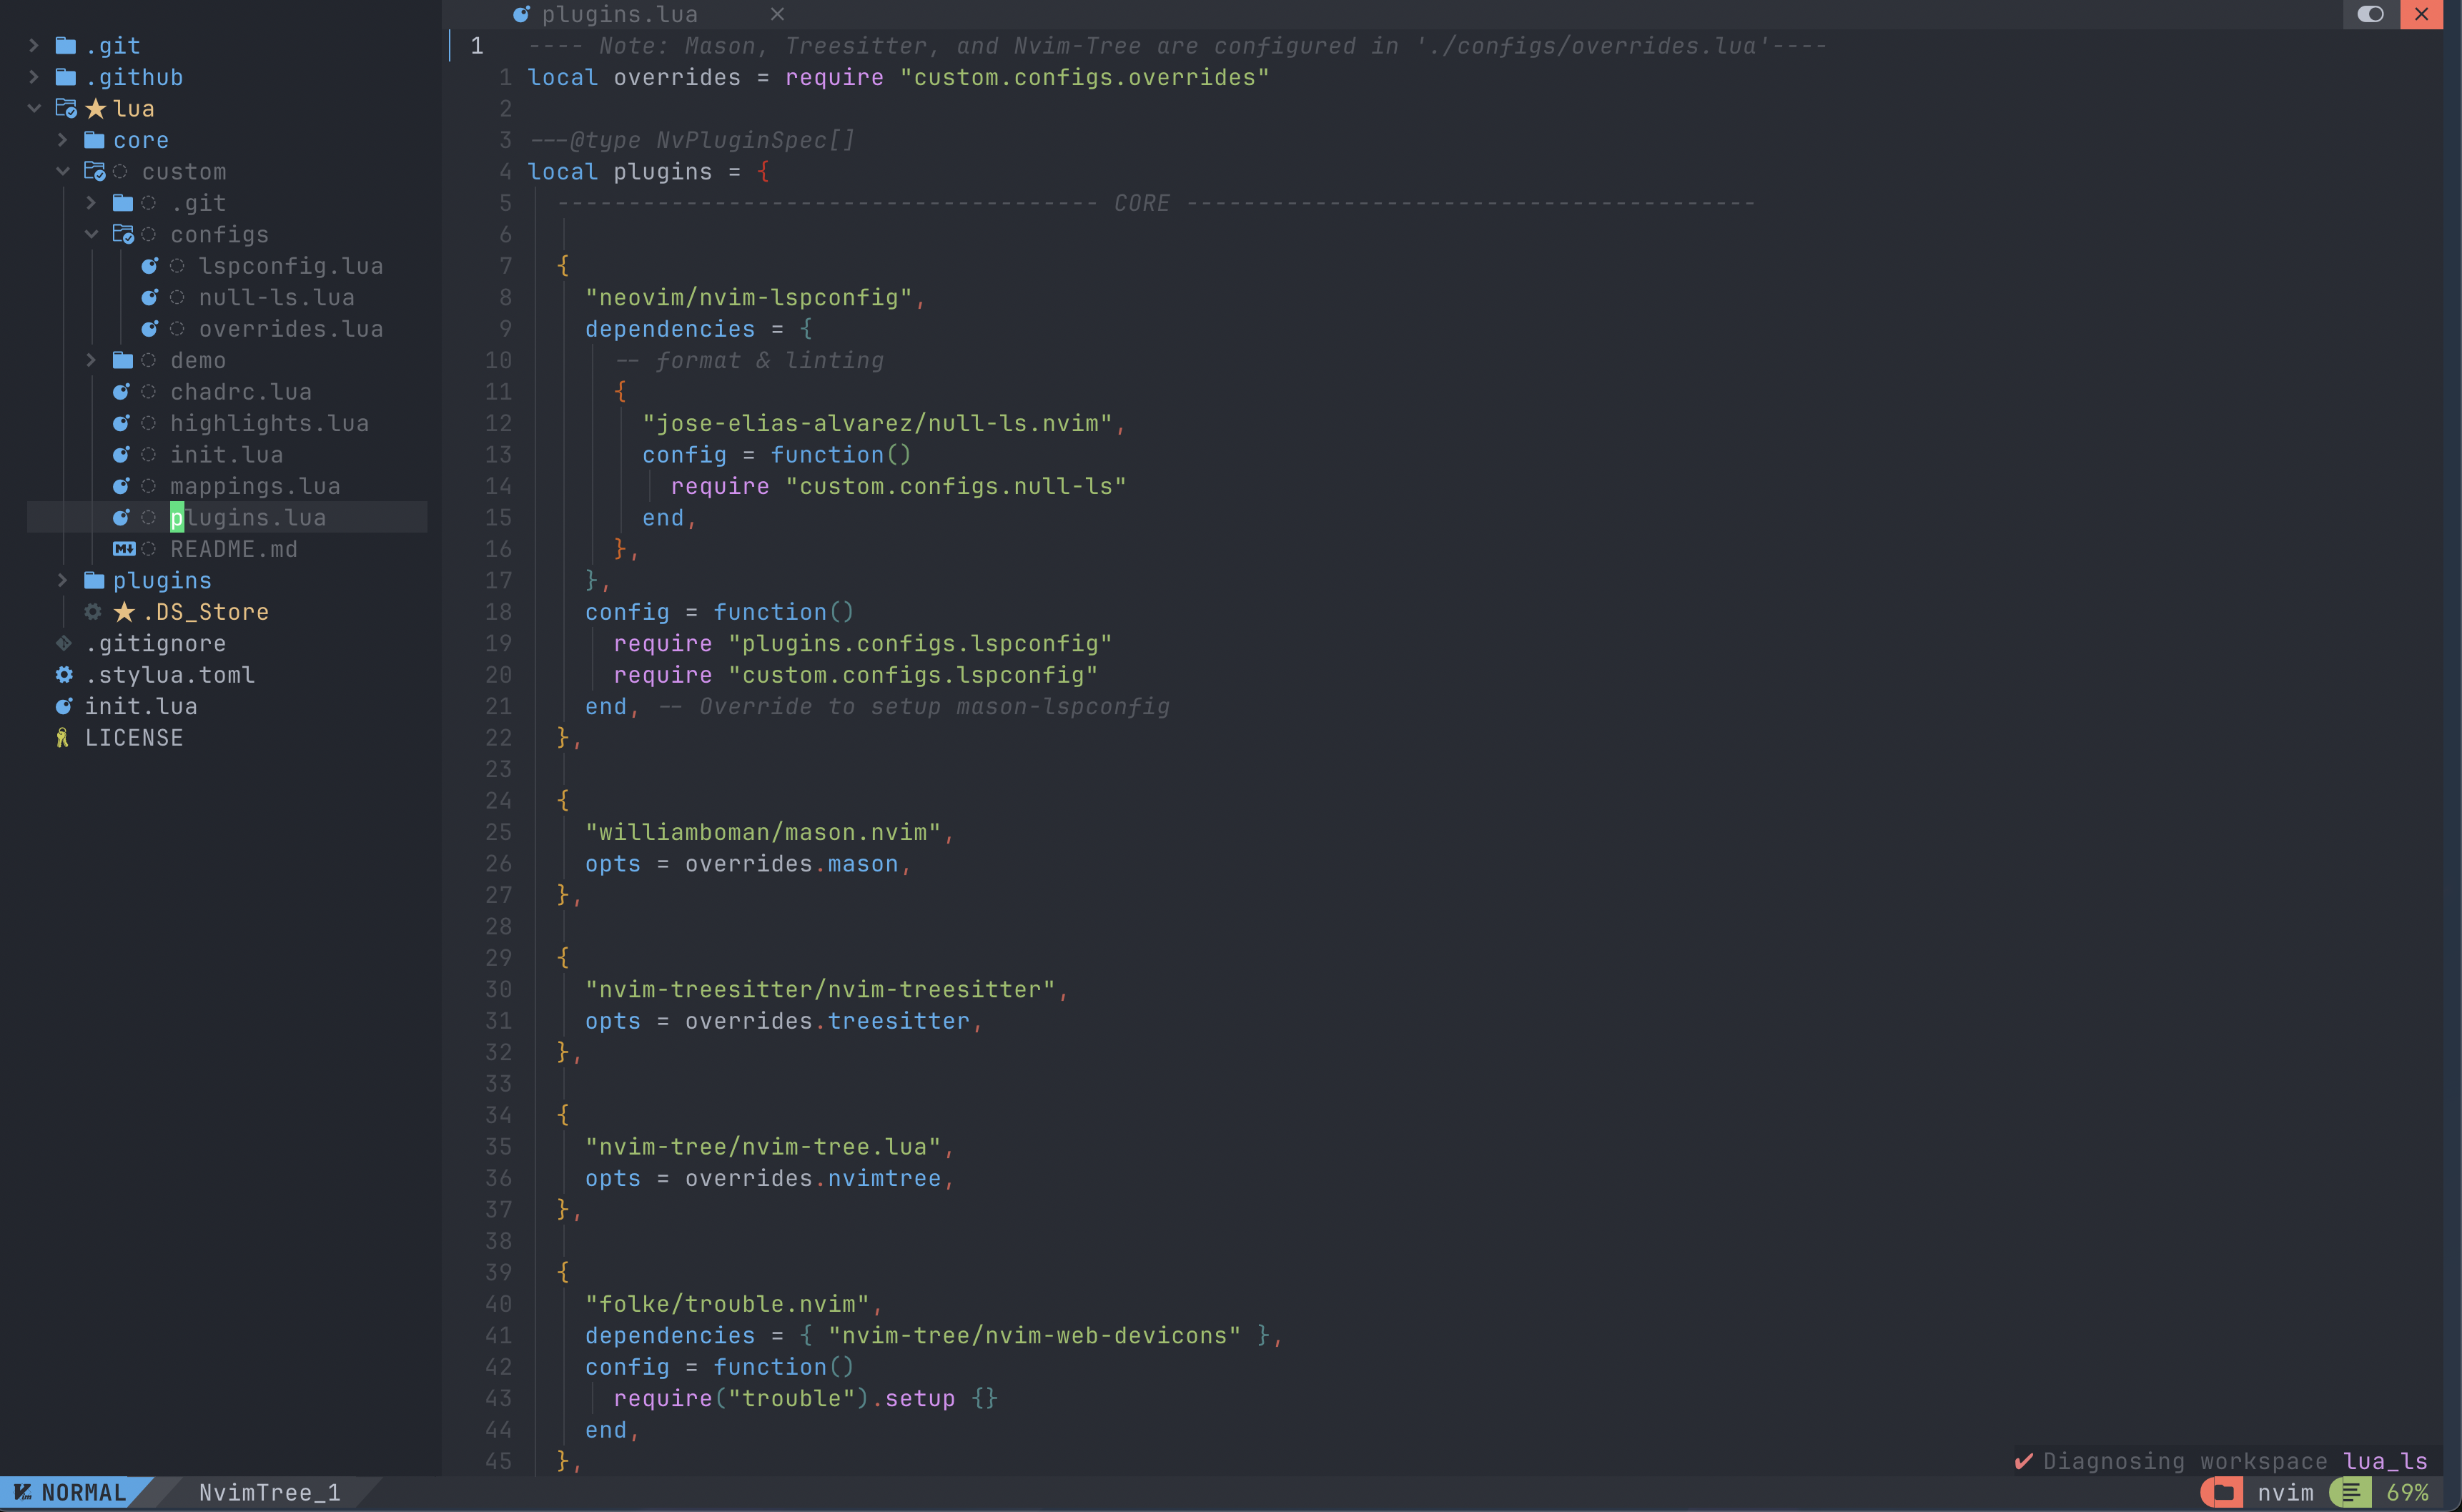 .git
.github
lua
core
custom
.git
configs
lspconfig.lua
null-ls.lua
overrides.lua
demo
chadrc.lua
highlights.lua
init.lua
mappings.lua
plugins.lua
README.md
plugins
.DS_Store
.gitignore
.stylua.toml
init.lua
LICENSE
plugins.lua
1 ---- Note: Mason, Treesitter, and Nvim-Tree are configured in './configs/overrides.lua'----
1 local overrides = require "custom.configs.overrides"
2
3 ---@type NvPluginSpec[]
4 local plugins = {
5 -------------------------------------- CORE ----------------------------------------
6
7 {
8 "neovim/nvim-lspconfig",
9 dependencies = {
10 -- format & linting
11 {
12 "jose-elias-alvarez/null-ls.nvim",
13 config = function()
14 require "custom.configs.null-ls"
15 end,
16 },
17 },
18 config = function()
19 require "plugins.configs.lspconfig"
20 require "custom.configs.lspconfig"
21 end, -- Override to setup mason-lspconfig
22 },
23
24 {
25 "williamboman/mason.nvim",
26 opts = overrides.mason,
27 },
28
29 {
30 "nvim-treesitter/nvim-treesitter",
31 opts = overrides.treesitter,
32 },
33
34 {
35 "nvim-tree/nvim-tree.lua",
36 opts = overrides.nvimtree,
37 },
38
39 {
40 "folke/trouble.nvim",
41 dependencies = { "nvim-tree/nvim-web-devicons" },
42 config = function()
43 require("trouble").setup {}
44 end,
45 },
✔ Diagnosing workspace lua_ls
NORMAL NvimTree_1 nvim 69%